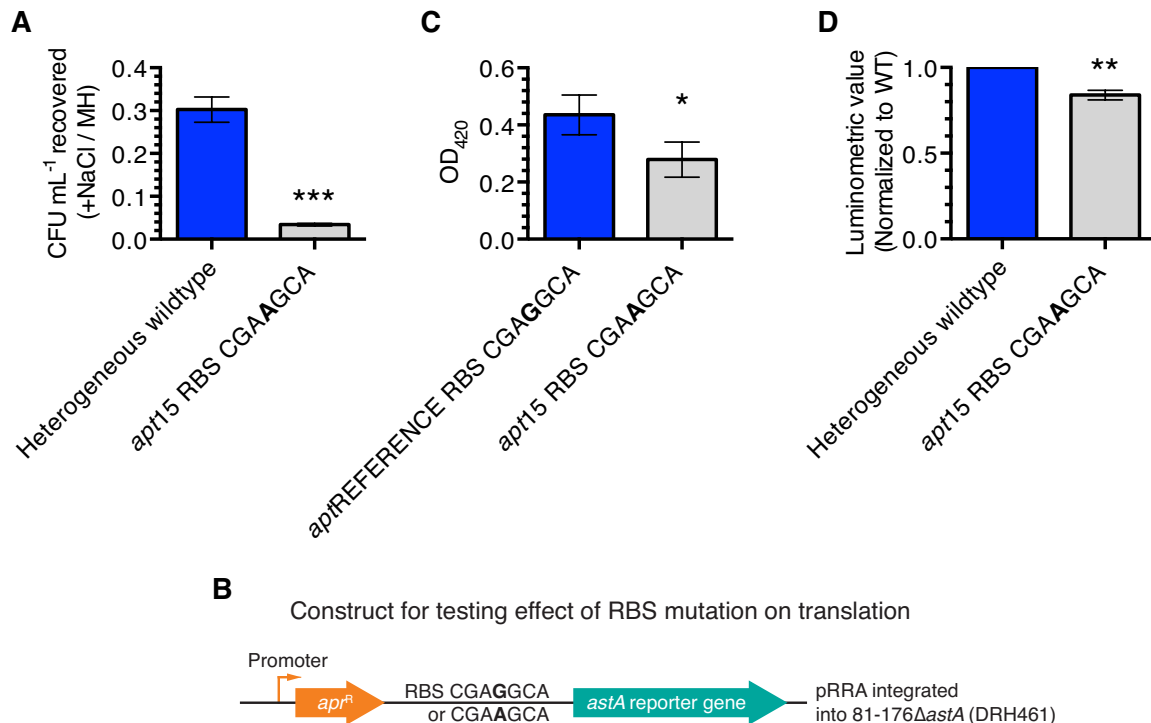 A
CFU mL⁻¹ recovered
(+NaCl / MH)
0.4
0.3
0.2
0.1
0.0
***
Heterogeneous wildtype
apt15 RBS CGAAGCA
C
OD₄₂₀
0.6
0.4
0.2
0.0
*
aptREFERENCE RBS CGAGGCA
apt15 RBS CGAAGCA
D
Luminometric value
(Normalized to WT)
1.0
0.5
0.0
**
Heterogeneous wildtype
apt15 RBS CGAAGCA
B
Construct for testing effect of RBS mutation on translation
Promoter
aprᴿ
RBS CGAGGCA
or CGAAGCA
astA reporter gene
pRRA integrated
into 81-176ΔastA (DRH461)